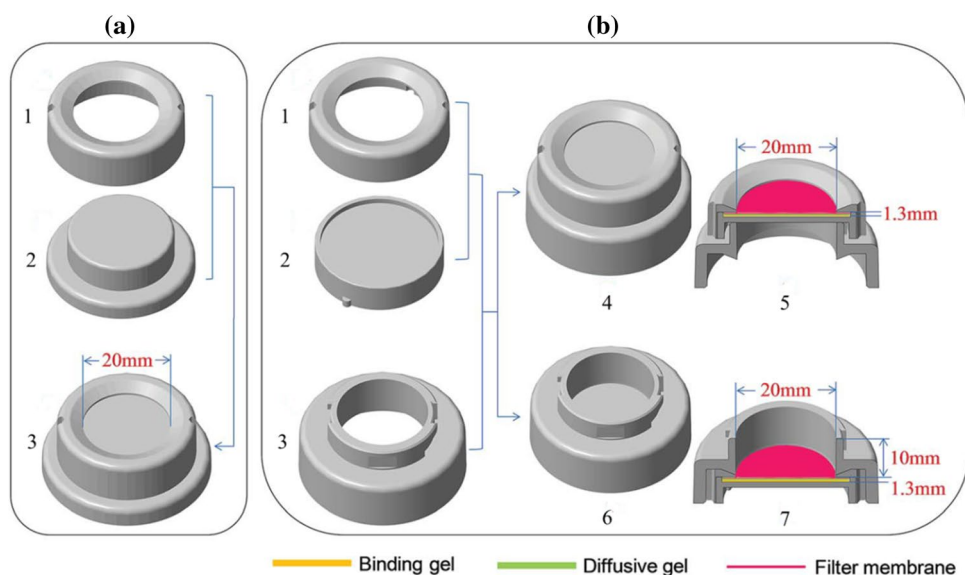 (a)
(b)
1
2
20mm
3
1
2
3
4
20mm
1.3mm
5
6
20mm
10mm
1.3mm
7
Binding gel
Diffusive gel
Filter membrane